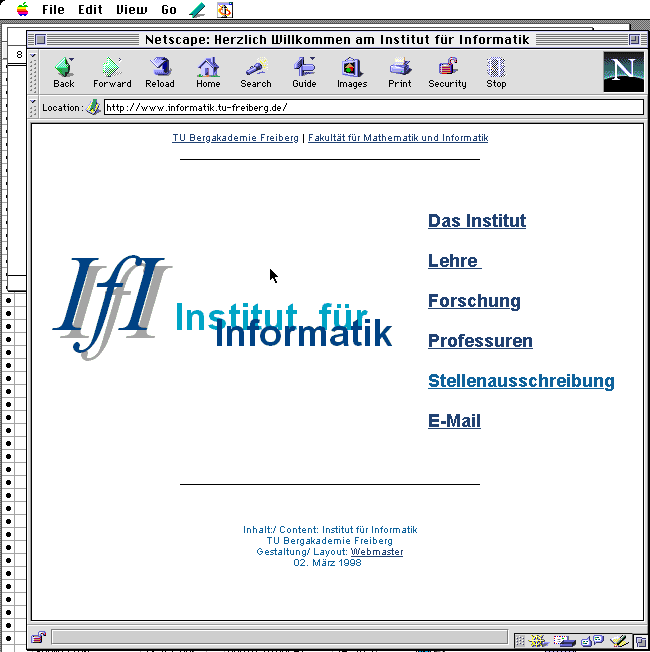 File Edit View Go
8
Netscape: Herzlich Willkommen am Institut für Informatik
Back Forward Reload Home Search Guide Images Print Security Stop
N
Location: http://www.informatik.tu-freiberg.de/
TU Bergakademie Freiberg | Fakultät für Mathematik und Informatik
Das Institut
Lehre
Forschung
Professuren
Stellenausschreibung
E-Mail
IfI
Institut für
Informatik
Inhalt:/ Content: Institut für Informatik
TU Bergakademie Freiberg
Gestaltung/ Layout: Webmaster
02. März 1998